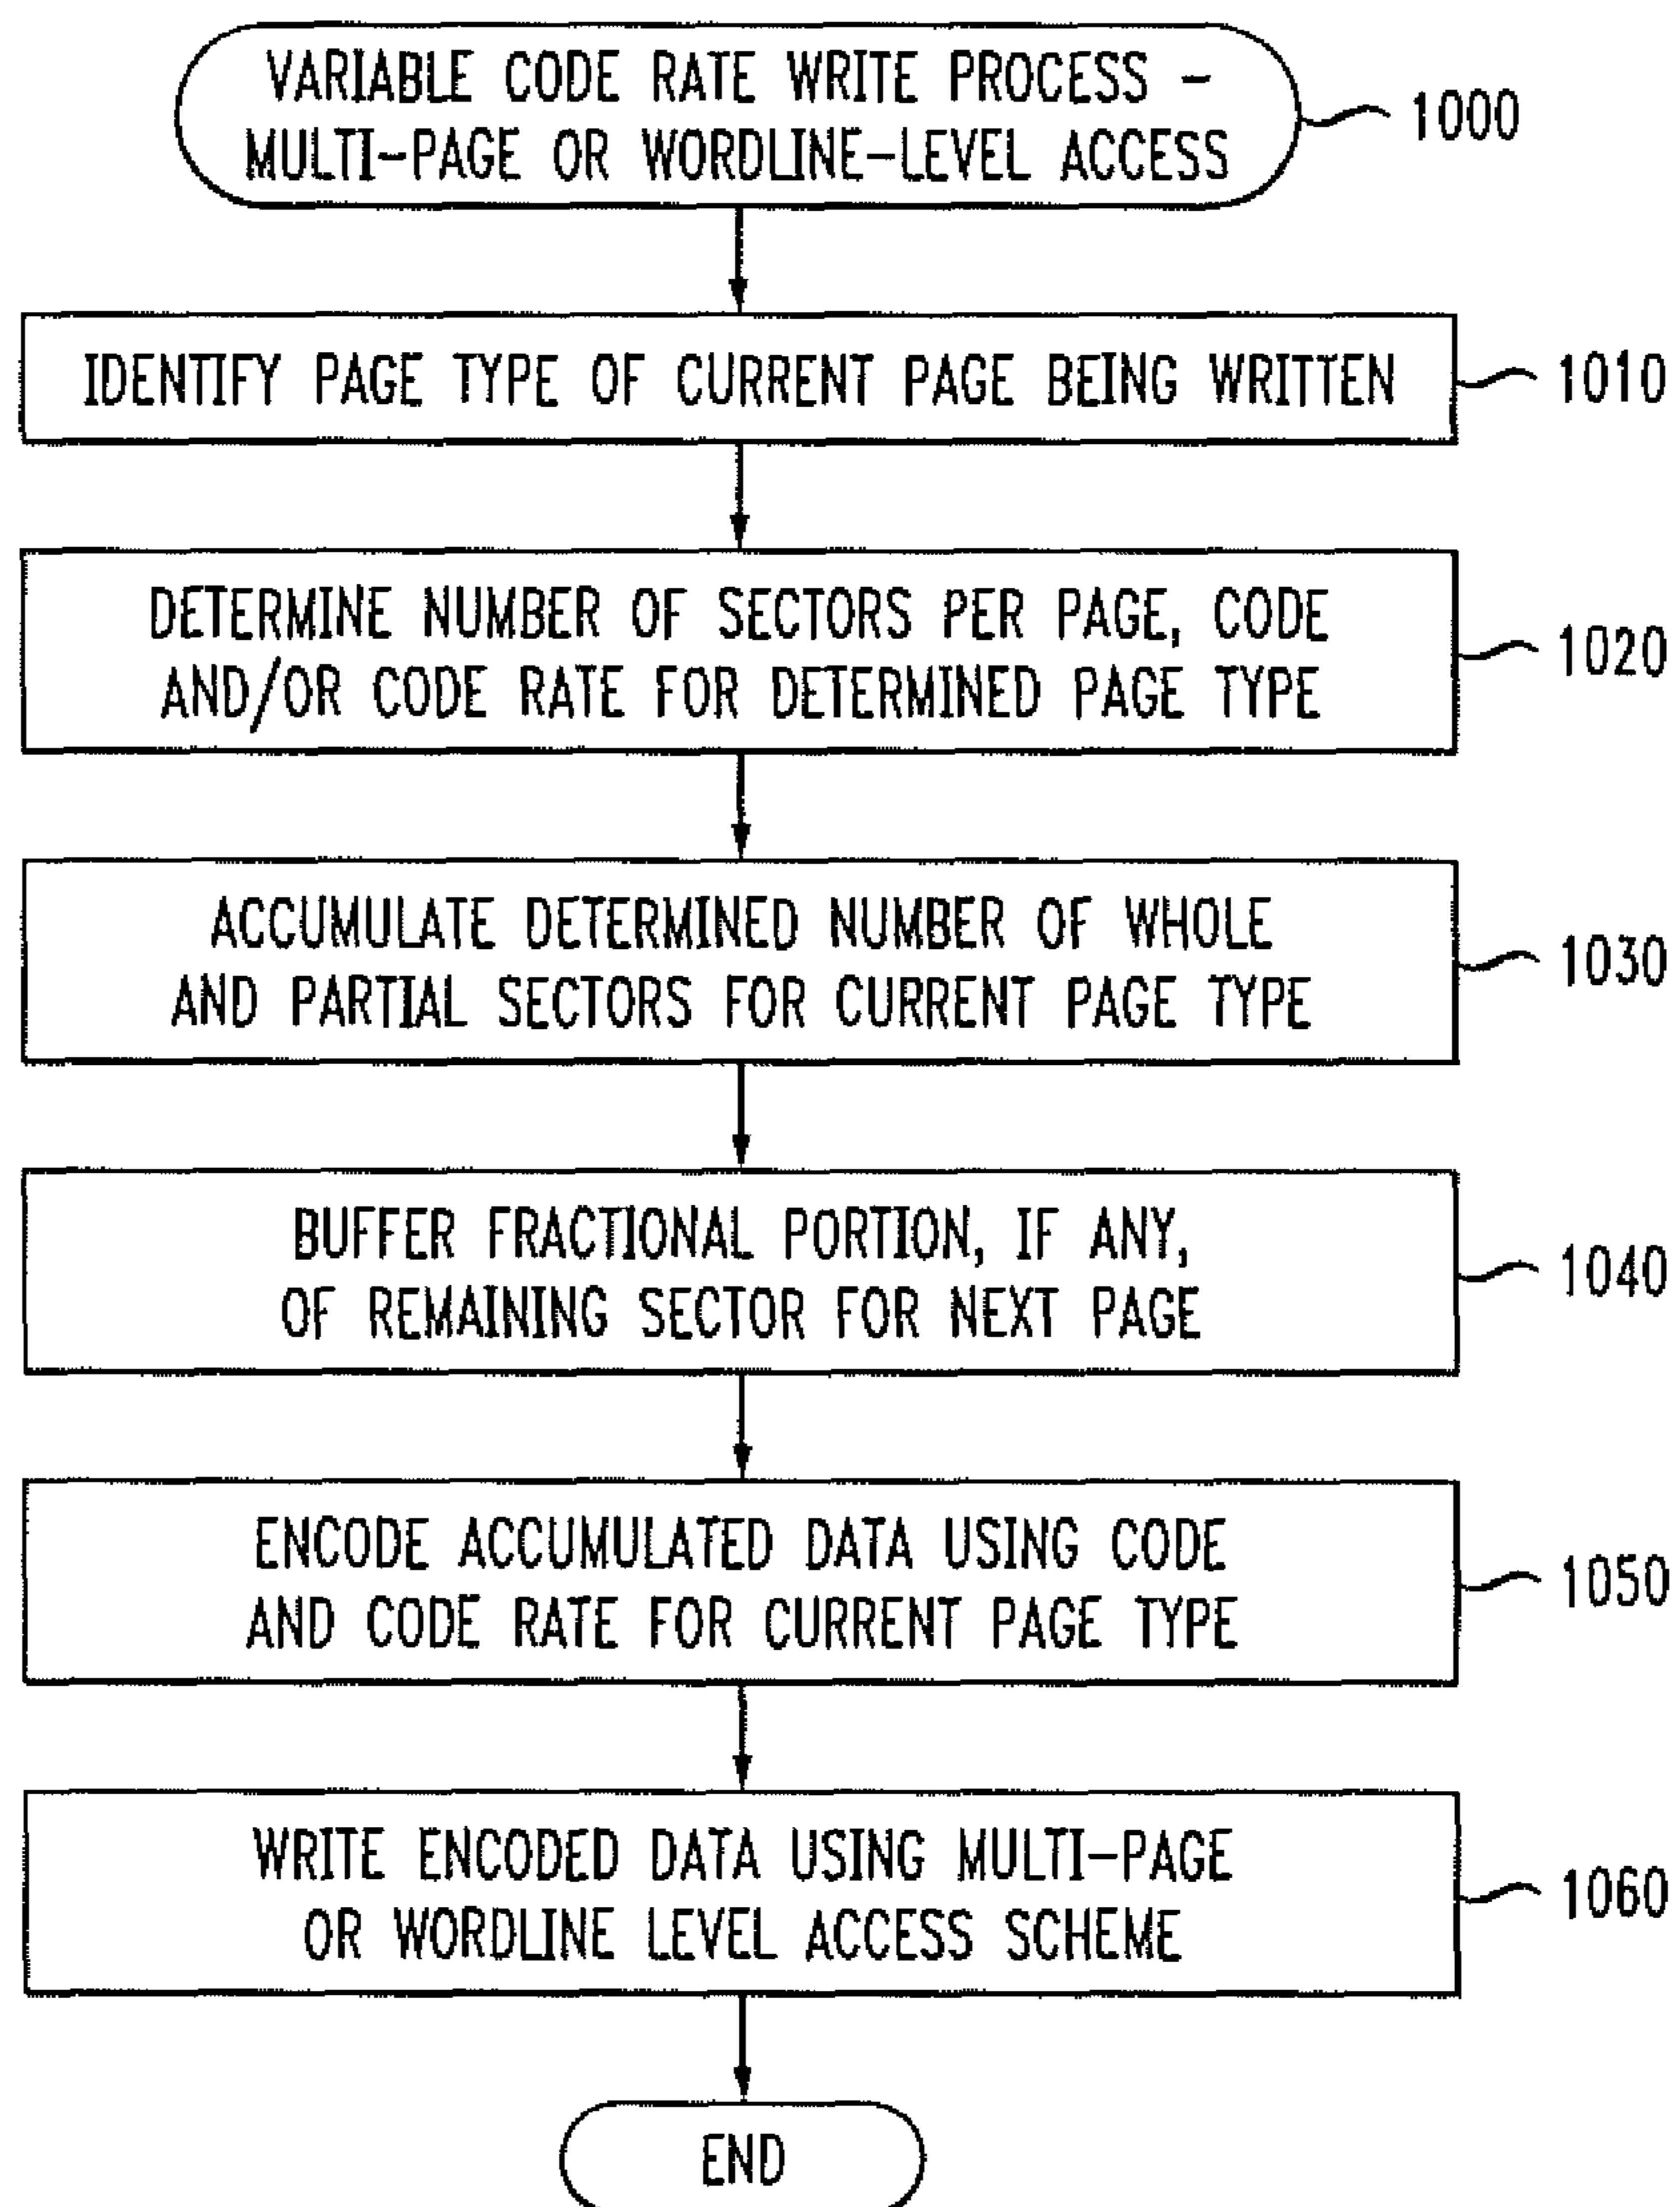 VARIABLE CODE RATE WRITE PROCESS -
MULTI-PAGE OR WORDLINE-LEVEL ACCESS
1000
IDENTIFY PAGE TYPE OF CURRENT PAGE BEING WRITTEN
1010
DETERMINE NUMBER OF SECTORS PER PAGE, CODE
AND/OR CODE RATE FOR DETERMINED PAGE TYPE
1020
ACCUMULATE DETERMINED NUMBER OF WHOLE
AND PARTIAL SECTORS FOR CURRENT PAGE TYPE
1030
BUFFER FRACTIONAL PORTION, IF ANY,
OF REMAINING SECTOR FOR NEXT PAGE
1040
ENCODE ACCUMULATED DATA USING CODE
AND CODE RATE FOR CURRENT PAGE TYPE
1050
WRITE ENCODED DATA USING MULTI-PAGE
OR WORDLINE LEVEL ACCESS SCHEME
1060
END